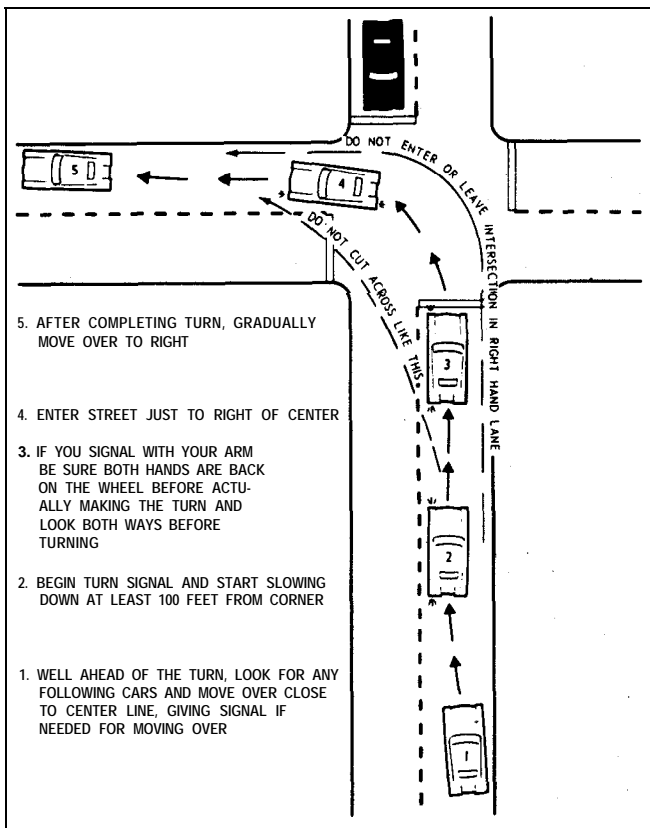 DO NOT ENTER OR LEAVE INTERSECTION IN RIGHT HAND LANE
5
4
DO NOT CUT ACROSS LIKE THIS.
3
2
1
5. AFTER COMPLETING TURN, GRADUALLY
MOVE OVER TO RIGHT
4. ENTER STREET JUST TO RIGHT OF CENTER
3. IF YOU SIGNAL WITH YOUR ARM
BE SURE BOTH HANDS ARE BACK
ON THE WHEEL BEFORE ACTU-
ALLY MAKING THE TURN AND
LOOK BOTH WAYS BEFORE
TURNING
2. BEGIN TURN SIGNAL AND START SLOWING
DOWN AT LEAST 100 FEET FROM CORNER
1. WELL AHEAD OF THE TURN, LOOK FOR ANY
FOLLOWING CARS AND MOVE OVER CLOSE
TO CENTER LINE, GIVING SIGNAL IF
NEEDED FOR MOVING OVER